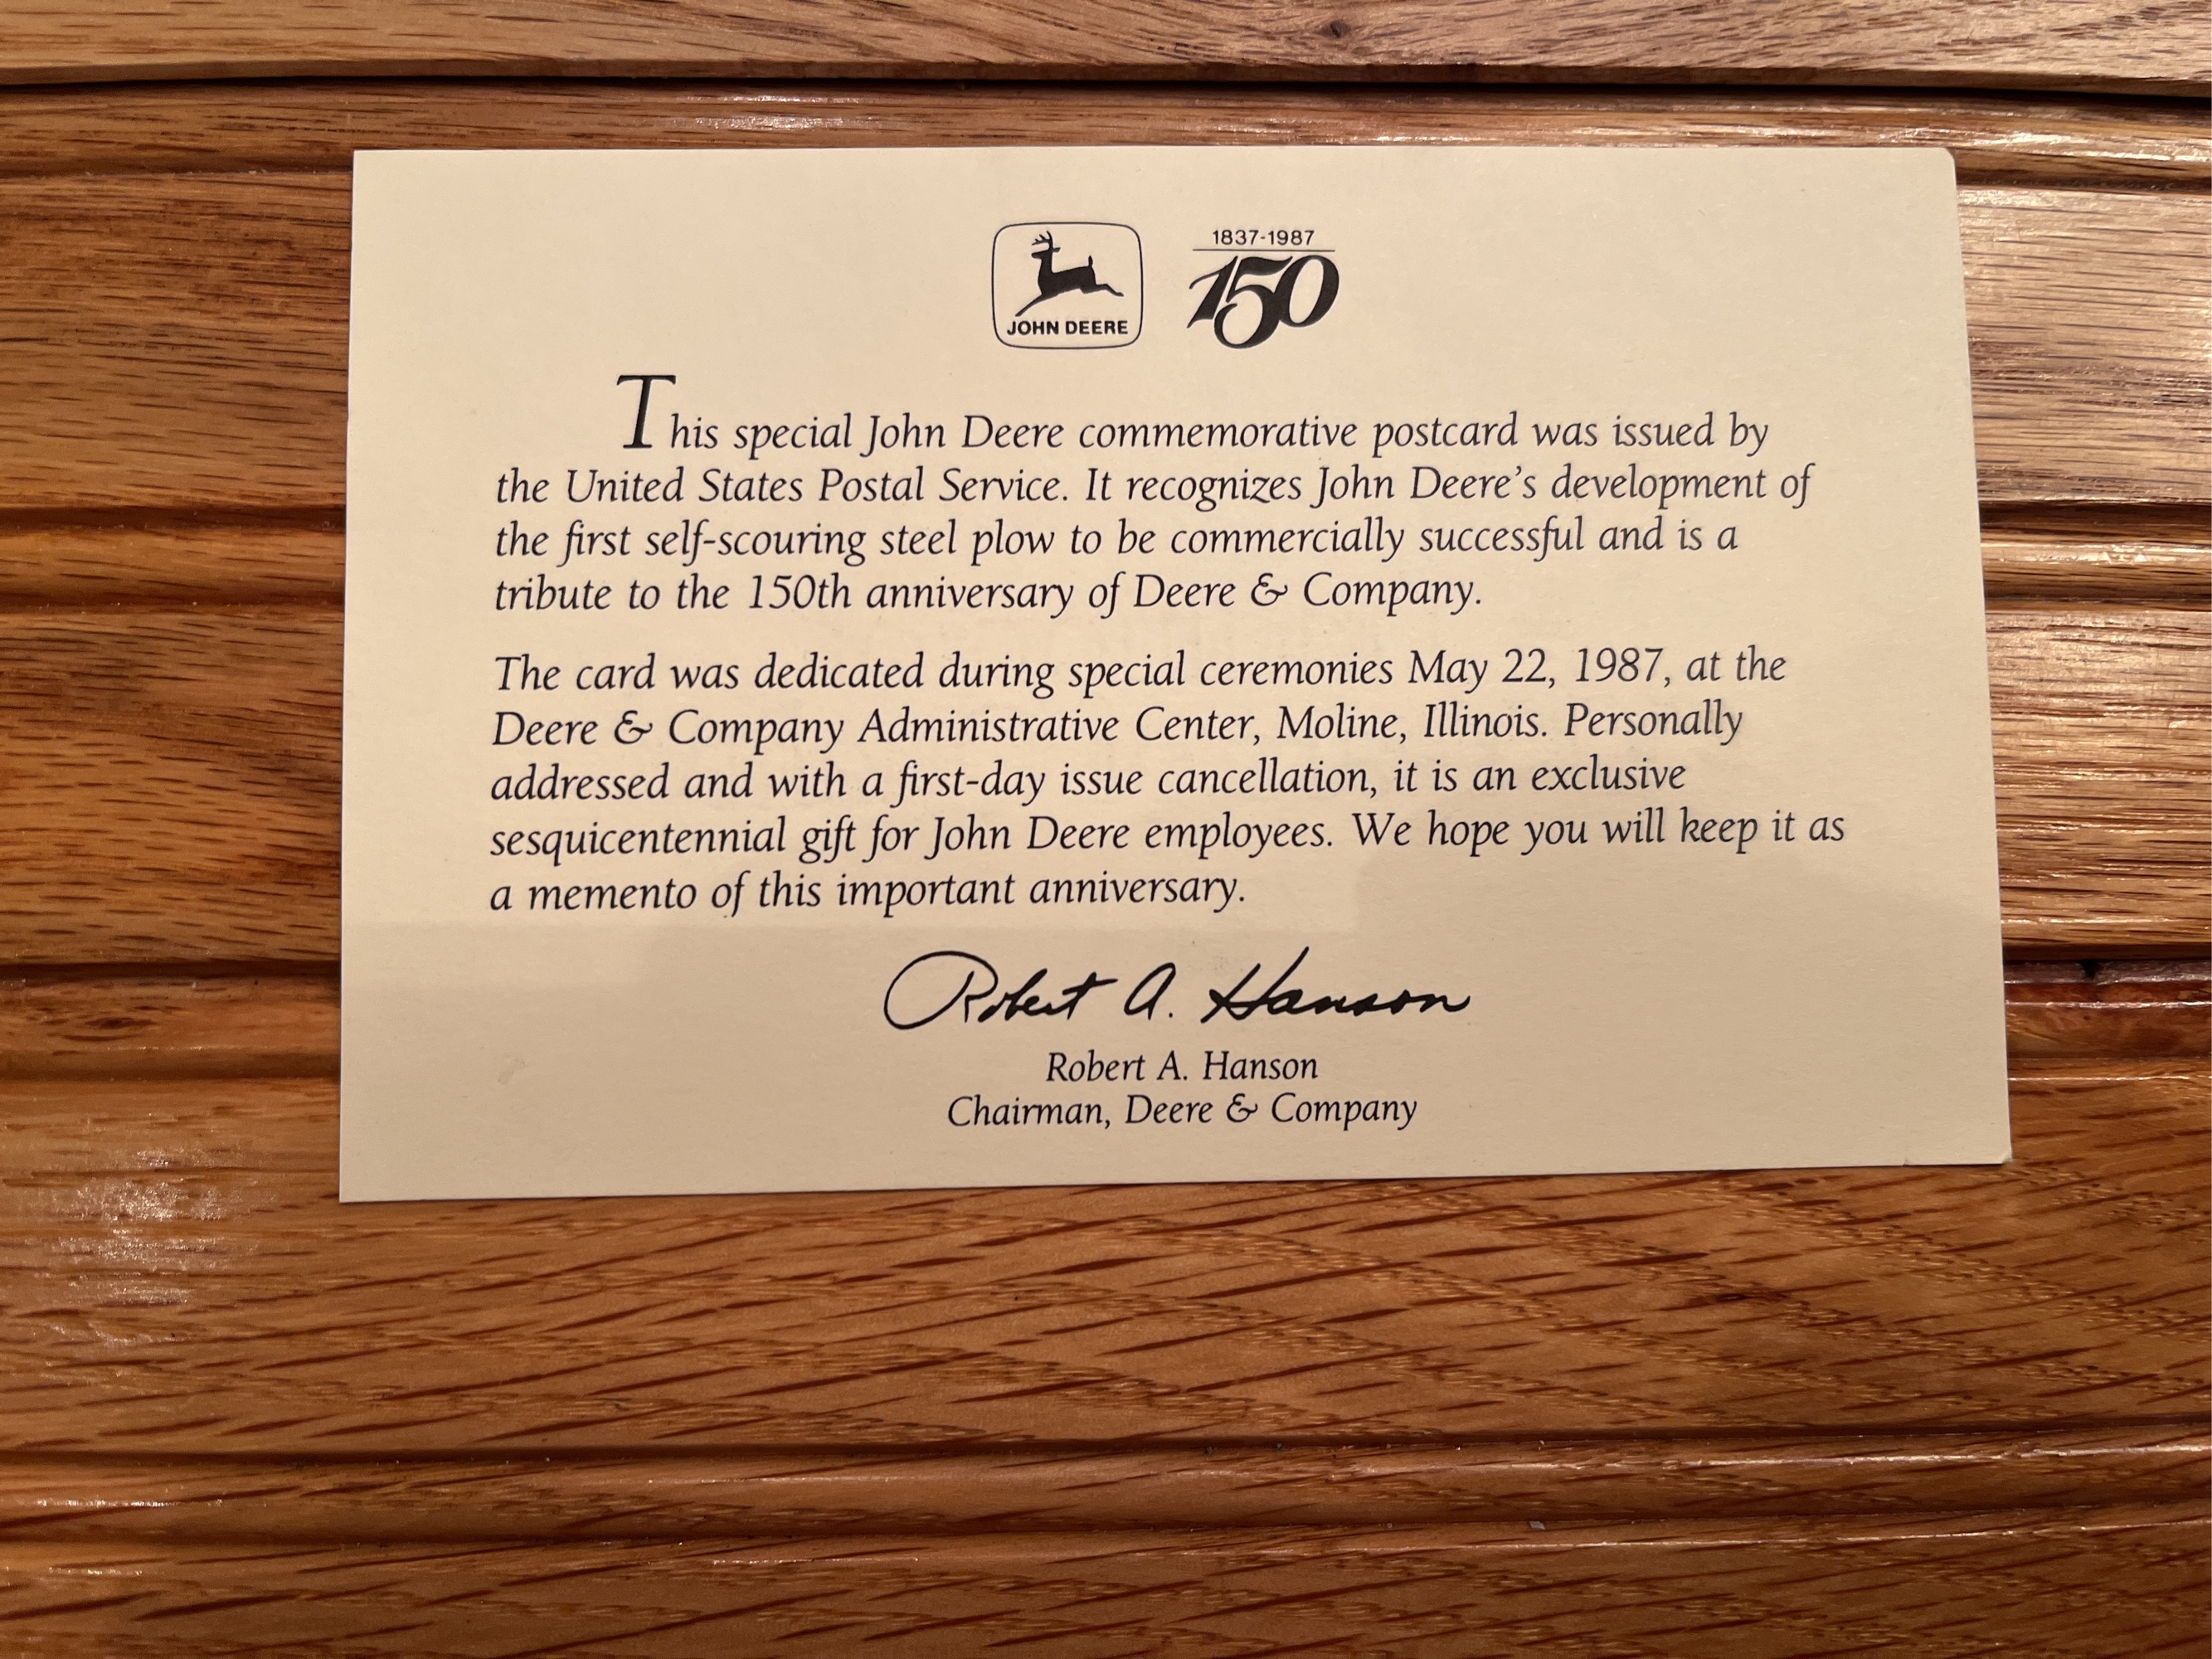 JOHN DEERE
1837-1987
150
This special John Deere commemorative postcard was issued by
the United States Postal Service. It recognizes John Deere's development of
the first self-scouring steel plow to be commercially successful and is a
tribute to the 150th anniversary of Deere & Company.
The card was dedicated during special ceremonies May 22, 1987, at the
Deere & Company Administrative Center, Moline, Illinois. Personally
addressed and with a first-day issue cancellation, it is an exclusive
sesquicentennial gift for John Deere employees. We hope you will keep it as
a memento of this important anniversary.
Robert A. Hanson
Robert A. Hanson
Chairman, Deere & Company